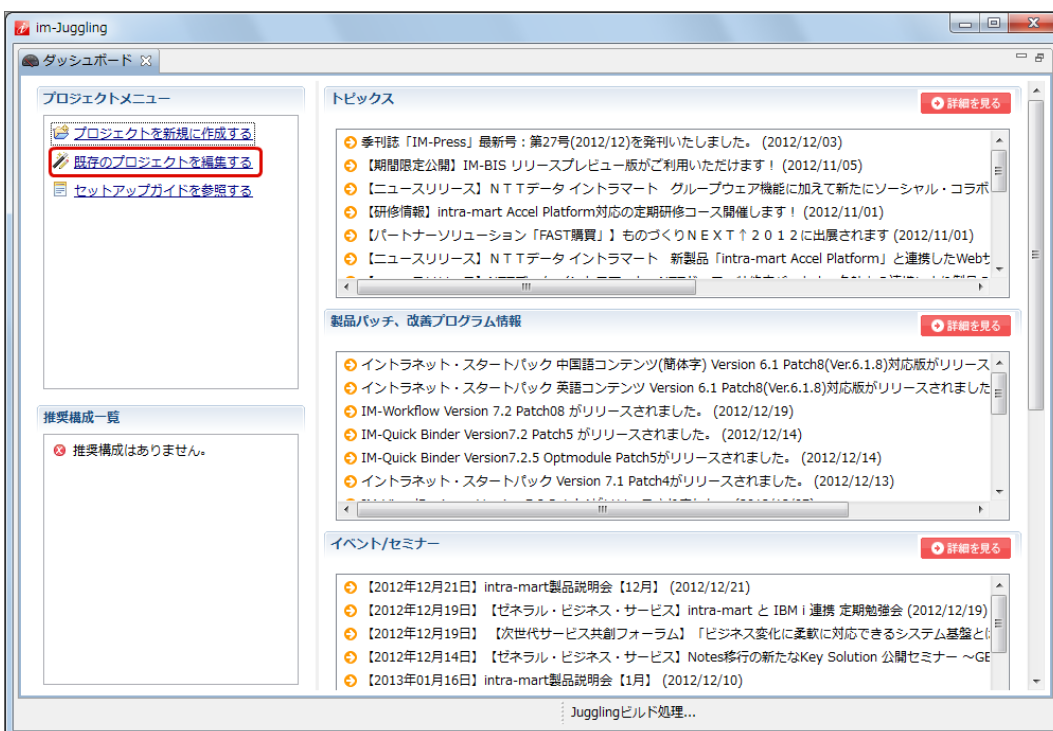 im-Juggling
ダッシュボード
プロジェクトメニュー
プロジェクトを新規に作成する
既存のプロジェクトを編集する
セットアップガイドを参照する
推奨構成一覧
推奨構成はありません。
トピックス
詳細を見る
季刊誌「IM-Press」最新号：第27号(2012/12)を発刊いたしました。 (2012/12/03)
【期間限定公開】IM-BIS リリースプレビュー版がご利用いただけます！ (2012/11/05)
【ニュースリリース】ＮＴＴデータ イントラマート　グループウェア機能に加えて新たにソーシャル・コラボ
【研修情報】intra-mart Accel Platform対応の定期研修コース開催します！ (2012/11/01)
【パートナーソリューション「FAST購買」】ものづくりＮＥＸＴ↑２０１２に出展されます (2012/11/01)
【ニュースリリース】ＮＴＴデータ イントラマート　新製品「intra-mart Accel Platform」と連携したWebサ
製品パッチ、改善プログラム情報
詳細を見る
イントラネット・スタートパック 中国語コンテンツ(簡体字) Version 6.1 Patch8(Ver.6.1.8)対応版がリリース
イントラネット・スタートパック 英語コンテンツ Version 6.1 Patch8(Ver.6.1.8)対応版がリリースされました
IM-Workflow Version 7.2 Patch08 がリリースされました。 (2012/12/19)
IM-Quick Binder Version7.2 Patch5 がリリースされました。 (2012/12/14)
IM-Quick Binder Version7.2.5 Optmodule Patch5がリリースされました。 (2012/12/14)
イントラネット・スタートパック Version 7.1 Patch4がリリースされました。 (2012/12/13)
イベント/セミナー
詳細を見る
【2012年12月21日】intra-mart製品説明会【12月】 (2012/12/21)
【2012年12月19日】【ゼネラル・ビジネス・サービス】intra-mart と IBM i 連携 定期勉強会 (2012/12/19)
【2012年12月19日】 【次世代サービス共創フォーラム】「ビジネス変化に柔軟に対応できるシステム基盤とは
【2012年12月14日】【ゼネラル・ビジネス・サービス】Notes移行の新たなKey Solution 公開セミナー ～GE
【2013年01月16日】intra-mart製品説明会【1月】 (2012/12/10)
Jugglingビルド処理...